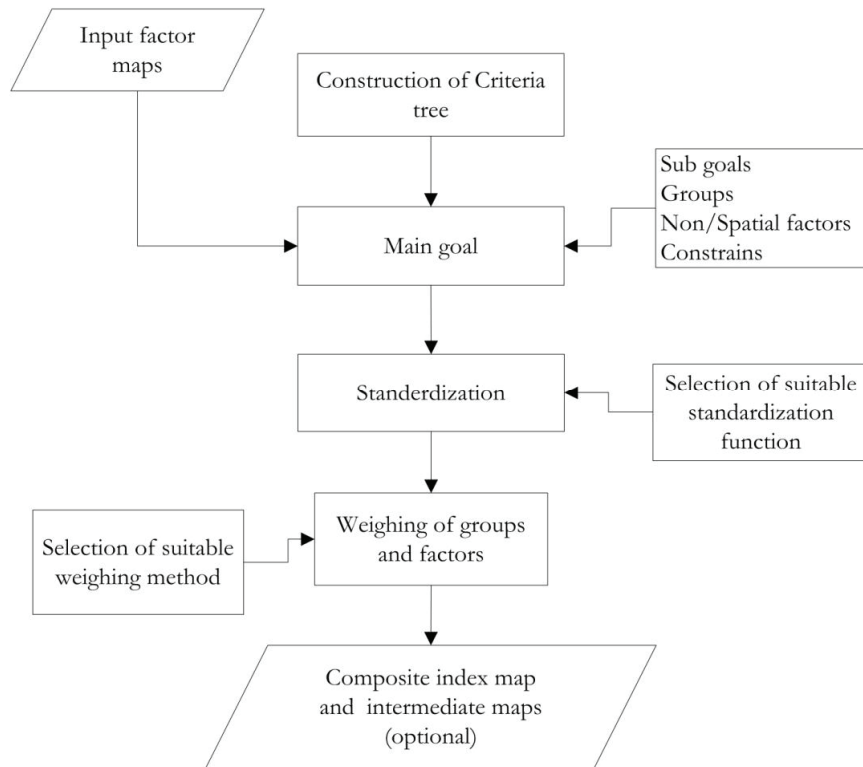 Input factor
maps
Construction of Criteria
tree
Sub goals
Groups
Non/Spatial factors
Constrains
Main goal
Standerdization
Selection of suitable
standardization
function
Weighing of groups
and factors
Selection of suitable
weighing method
Composite index map
and intermediate maps
(optional)